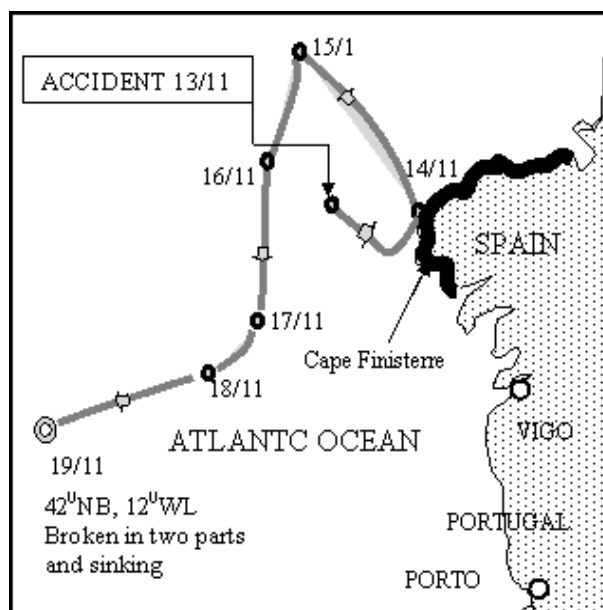 15/1
ACCIDENT 13/11
14/11
16/11
SPAIN
17/11
Cape Finisterre
18/11
ATLANTC OCEAN
VIGO
19/11
42⁰NB, 12⁰WL
Broken in two parts
and sinking
PORTUGAL
PORTO